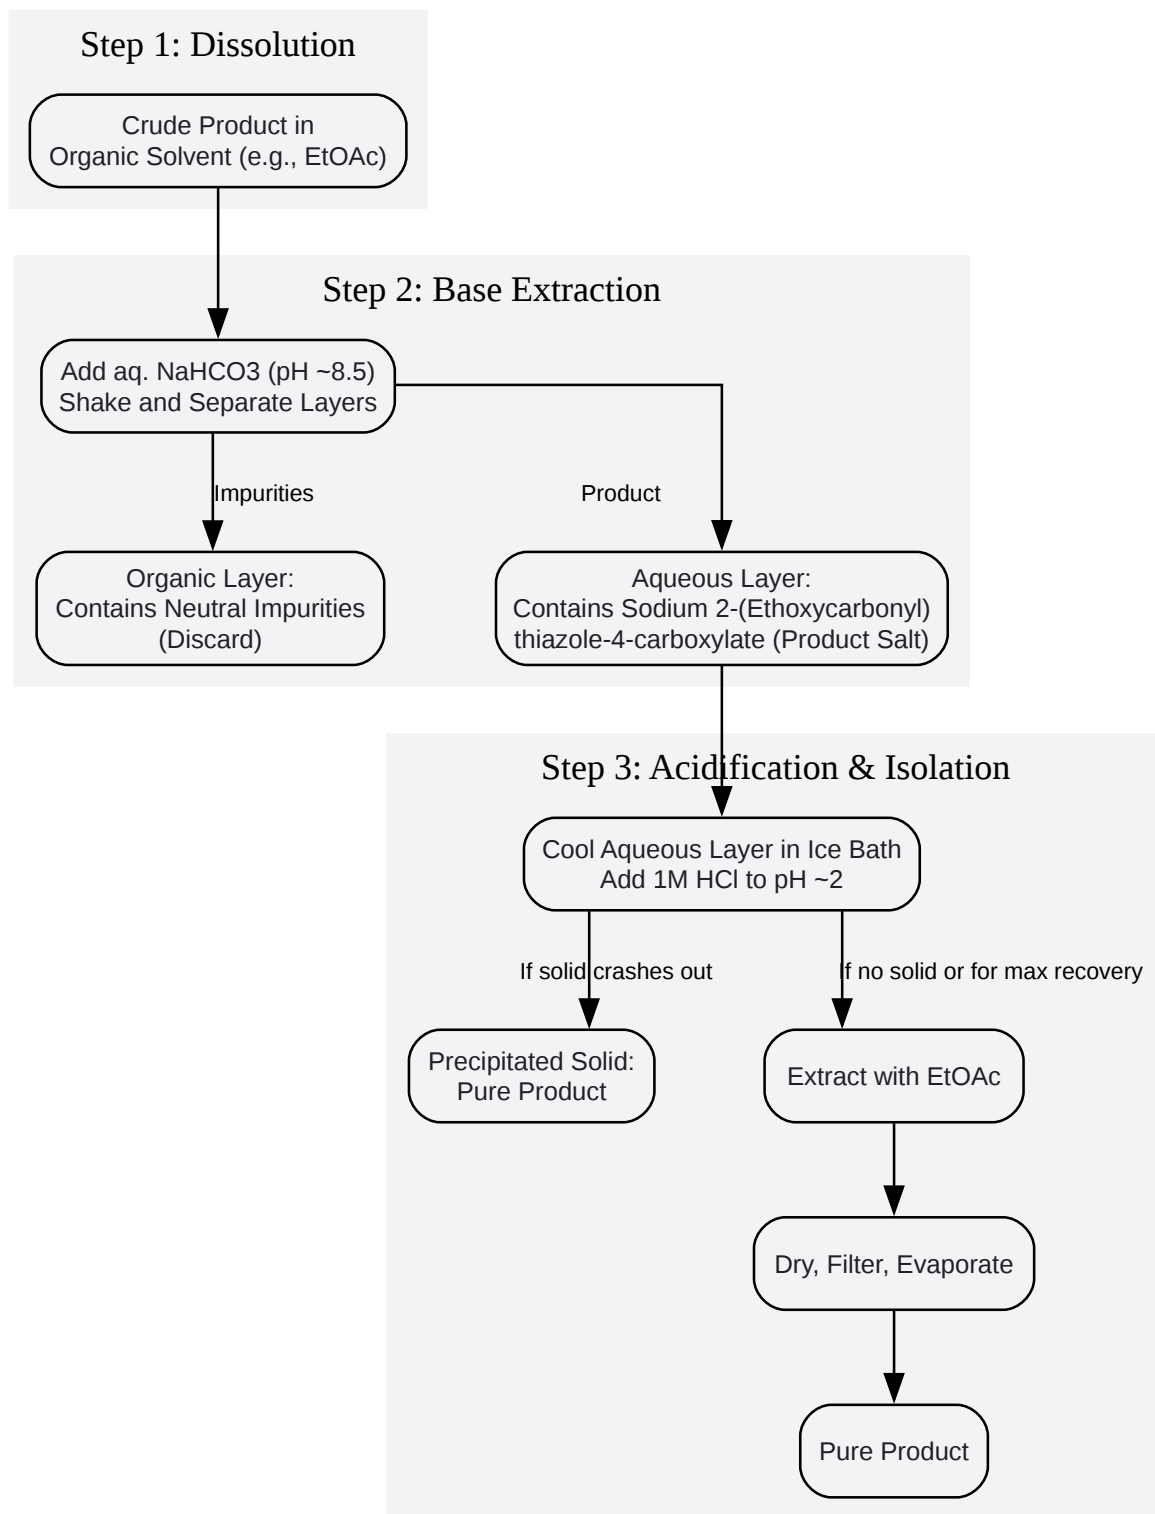 Step 1: Dissolution
Crude Product in
Organic Solvent (e.g., EtOAc)
Step 2: Base Extraction
Add aq. NaHCO3 (pH ~8.5)
Shake and Separate Layers
Impurities
Product
Organic Layer:
Contains Neutral Impurities
(Discard)
Aqueous Layer:
Contains Sodium 2-(Ethoxycarbonyl)
thiazole-4-carboxylate (Product Salt)
Step 3: Acidification & Isolation
Cool Aqueous Layer in Ice Bath
Add 1M HCl to pH ~2
If solid crashes out
If no solid or for max recovery
Precipitated Solid:
Pure Product
Extract with EtOAc
Dry, Filter, Evaporate
Pure Product